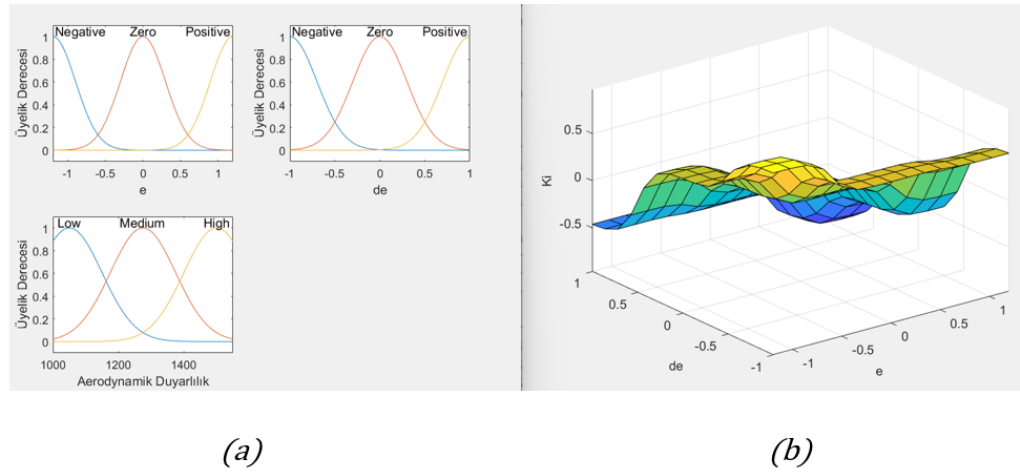 Negative Zero Positive
1
0.8
0.6
0.4
0.2
0
Üyelik Derecesi
-1 -0.5 0 0.5 1
e
Negative Zero Positive
1
0.8
0.6
0.4
0.2
0
Üyelik Derecesi
-1 -0.5 0 0.5 1
de
Low Medium High
1
0.8
0.6
0.4
0.2
0
Üyelik Derecesi
1000 1200 1400
Aerodynamik Duyarlılık
(a)
0.5
0
-0.5
Ki
1
0.5
0
-0.5
-1
de
-1
-0.5
0
0.5
1
e
(b)